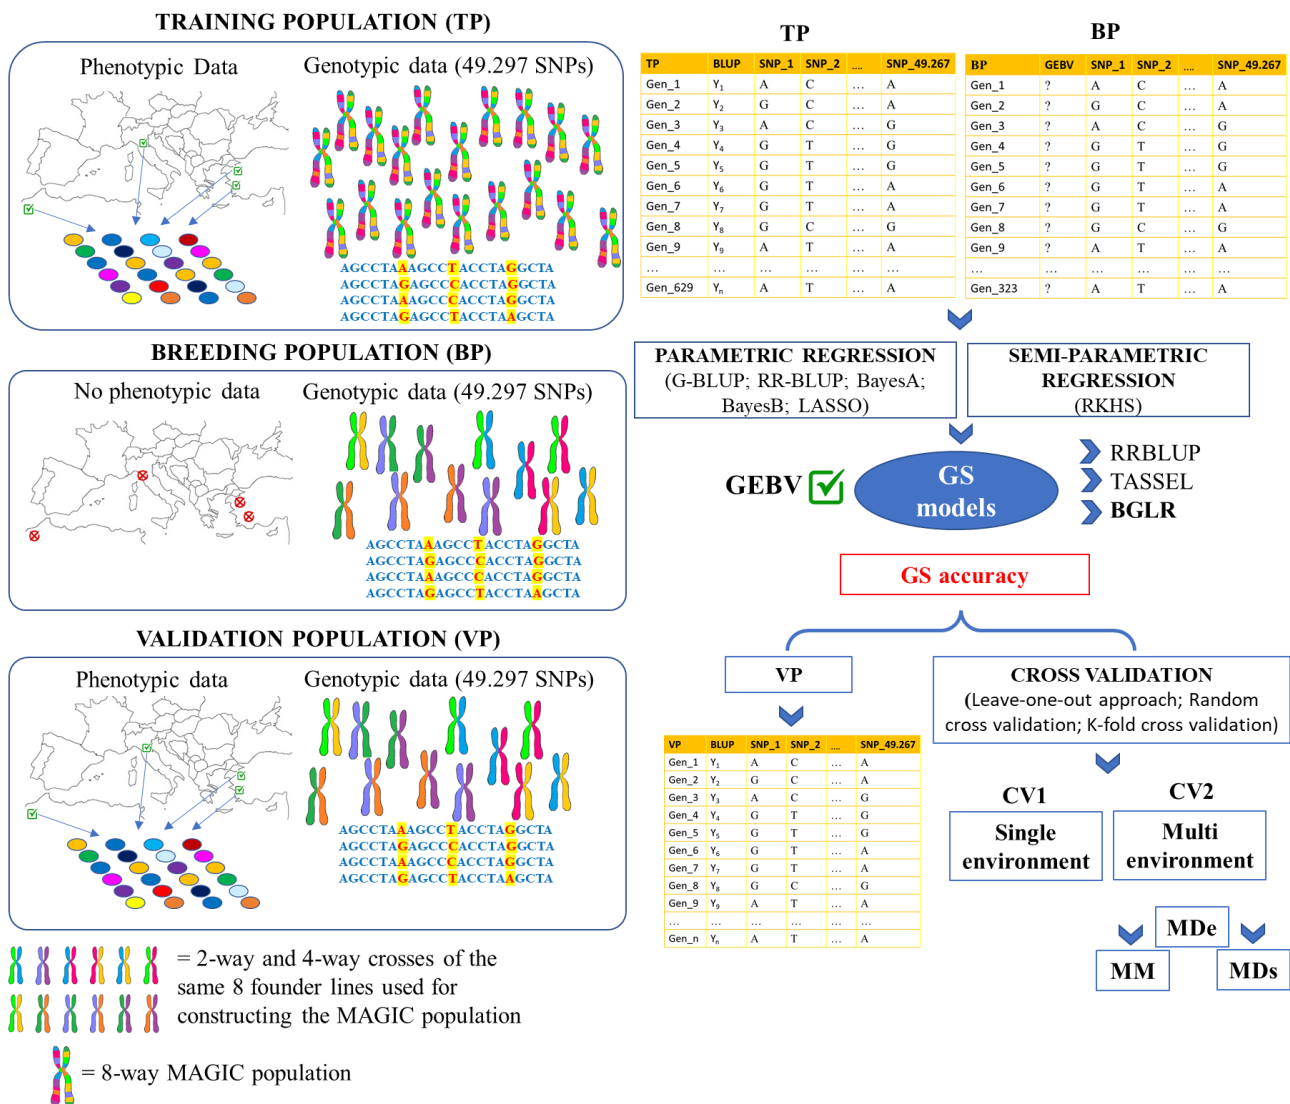 TRAINING POPULATION (TP)
Phenotypic Data
Genotypic data (49.297 SNPs)
AGCCTAAAGCCTACCTAGGCTA
AGCCTAGAGCCCACCTAGGCTA
AGCCTAAAGCCCACCTAGGCTA
AGCCTAGAGCCTACCTAAGCTA
BREEDING POPULATION (BP)
No phenotypic data
Genotypic data (49.297 SNPs)
AGCCTAAAGCCTACCTAGGCTA
AGCCTAGAGCCCACCTAGGCTA
AGCCTAAAGCCCACCTAGGCTA
AGCCTAGAGCCTACCTAAGCTA
VALIDATION POPULATION (VP)
Phenotypic data
Genotypic data (49.297 SNPs)
AGCCTAAAGCCTACCTAGGCTA
AGCCTAGAGCCCACCTAGGCTA
AGCCTAAAGCCCACCTAGGCTA
AGCCTAGAGCCTACCTAAGCTA
= 2-way and 4-way crosses of the
same 8 founder lines used for
constructing the MAGIC population
= 8-way MAGIC population
TP
TP BLUP SNP_1 SNP_2 .... SNP_49.267
Gen_1 Y1 A C ... A
Gen_2 Y2 G C ... A
Gen_3 Y3 A C ... G
Gen_4 Y4 G T ... G
Gen_5 Y5 G T ... G
Gen_6 Y6 G T ... A
Gen_7 Y7 G T ... A
Gen_8 Y8 G C ... G
Gen_9 Y9 A T ... A
... ... ... ... ... ...
Gen_629 Yn A T ... A
BP
BP GEBV SNP_1 SNP_2 .... SNP_49.267
Gen_1 ? A C ... A
Gen_2 ? G C ... A
Gen_3 ? A C ... G
Gen_4 ? G T ... G
Gen_5 ? G T ... G
Gen_6 ? G T ... A
Gen_7 ? G T ... A
Gen_8 ? G C ... G
Gen_9 ? A T ... A
... ... ... ... ...
Gen_323 ? A T ... A
PARAMETRIC REGRESSION
(G-BLUP; RR-BLUP; BayesA;
BayesB; LASSO)
SEMI-PARAMETRIC
REGRESSION
(RKHS)
GEBV
GS
models
RRBLUP
TASSEL
BGLR
GS accuracy
VP
VP BLUP SNP_1 SNP_2 .... SNP_49.267
Gen_1 Y1 A C ... A
Gen_2 Y2 G C ... A
Gen_3 Y3 A C ... G
Gen_4 Y4 G T ... G
Gen_5 Y5 G T ... G
Gen_6 Y6 G T ... A
Gen_7 Y7 G T ... A
Gen_8 Y8 G C ... G
Gen_9 Y9 A T ... A
... ... ... ... ... ...
Gen_n Yn A T ... A
CROSS VALIDATION
(Leave-one-out approach; Random
cross validation; K-fold cross validation)
CV1
Single
environment
CV2
Multi
environment
MDe
MM
MDs